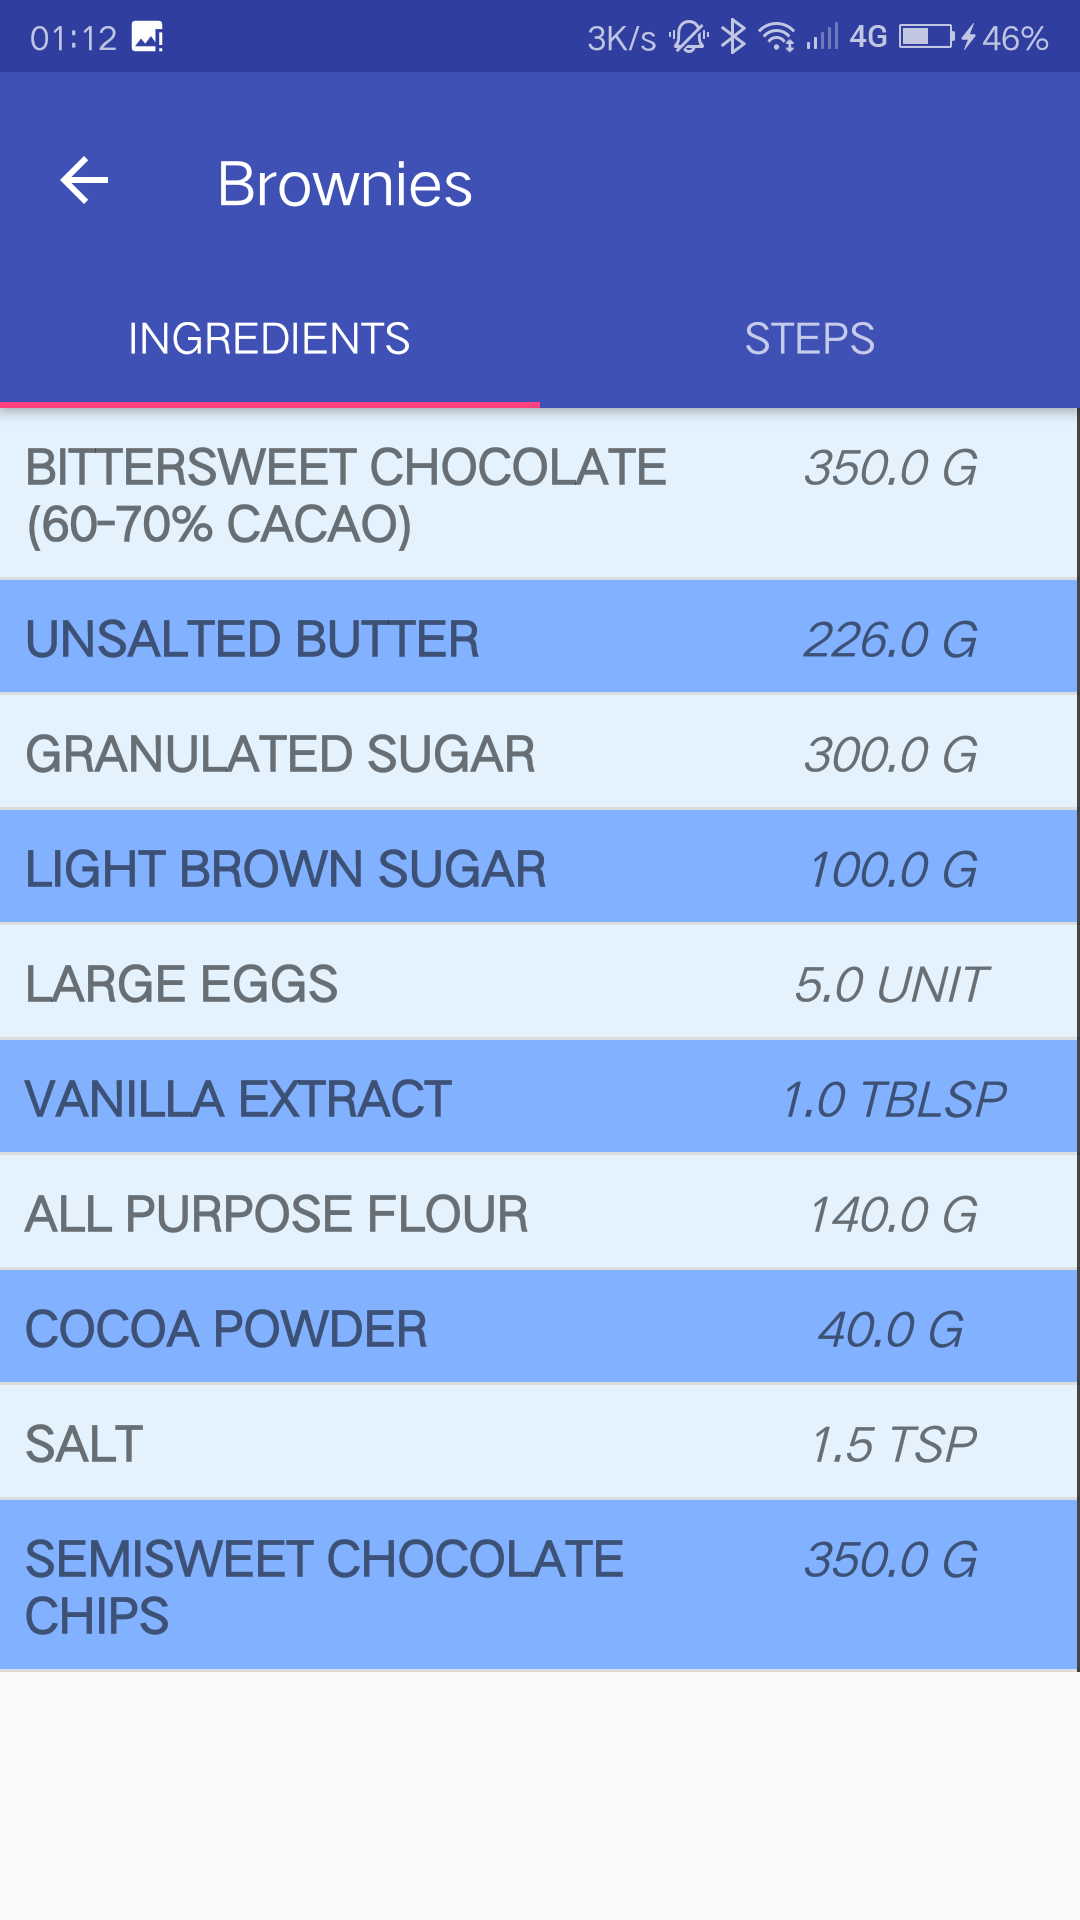 01:12 3K/s 4G 46%
Brownies
INGREDIENTS STEPS
BITTERSWEET CHOCOLATE 350.0 G
(60-70% CACAO)
UNSALTED BUTTER 226.0 G
GRANULATED SUGAR 300.0 G
LIGHT BROWN SUGAR 100.0 G
LARGE EGGS 5.0 UNIT
VANILLA EXTRACT 1.0 TBLSP
ALL PURPOSE FLOUR 140.0 G
COCOA POWDER 40.0 G
SALT 1.5 TSP
SEMISWEET CHOCOLATE 350.0 G
CHIPS